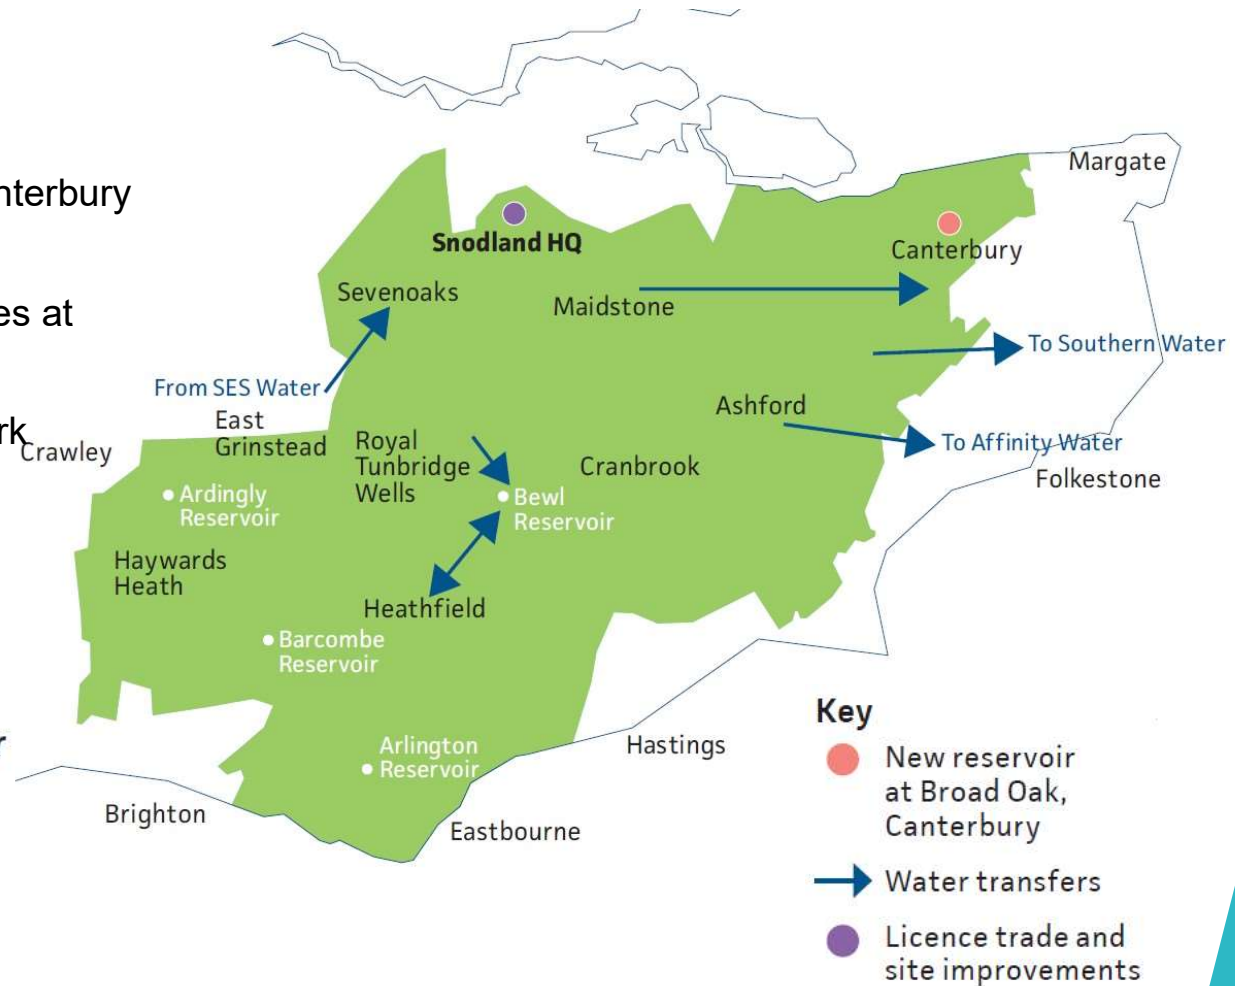 nterbury
es at
rk
r
Margate
Snodland HQ
Canterbury
Sevenoaks
Maidstone
To Southern Water
From SES Water
East
Grinstead
Crawley
Royal
Tunbridge
Wells
Ashford
To Affinity Water
Cranbrook
Folkestone
Ardingly
Reservoir
Bewl
Reservoir
Haywards
Heath
Heathfield
Barcombe
Reservoir
Arlington
Reservoir
Hastings
Brighton
Eastbourne
Key
New reservoir
at Broad Oak,
Canterbury
Water transfers
Licence trade and
site improvements